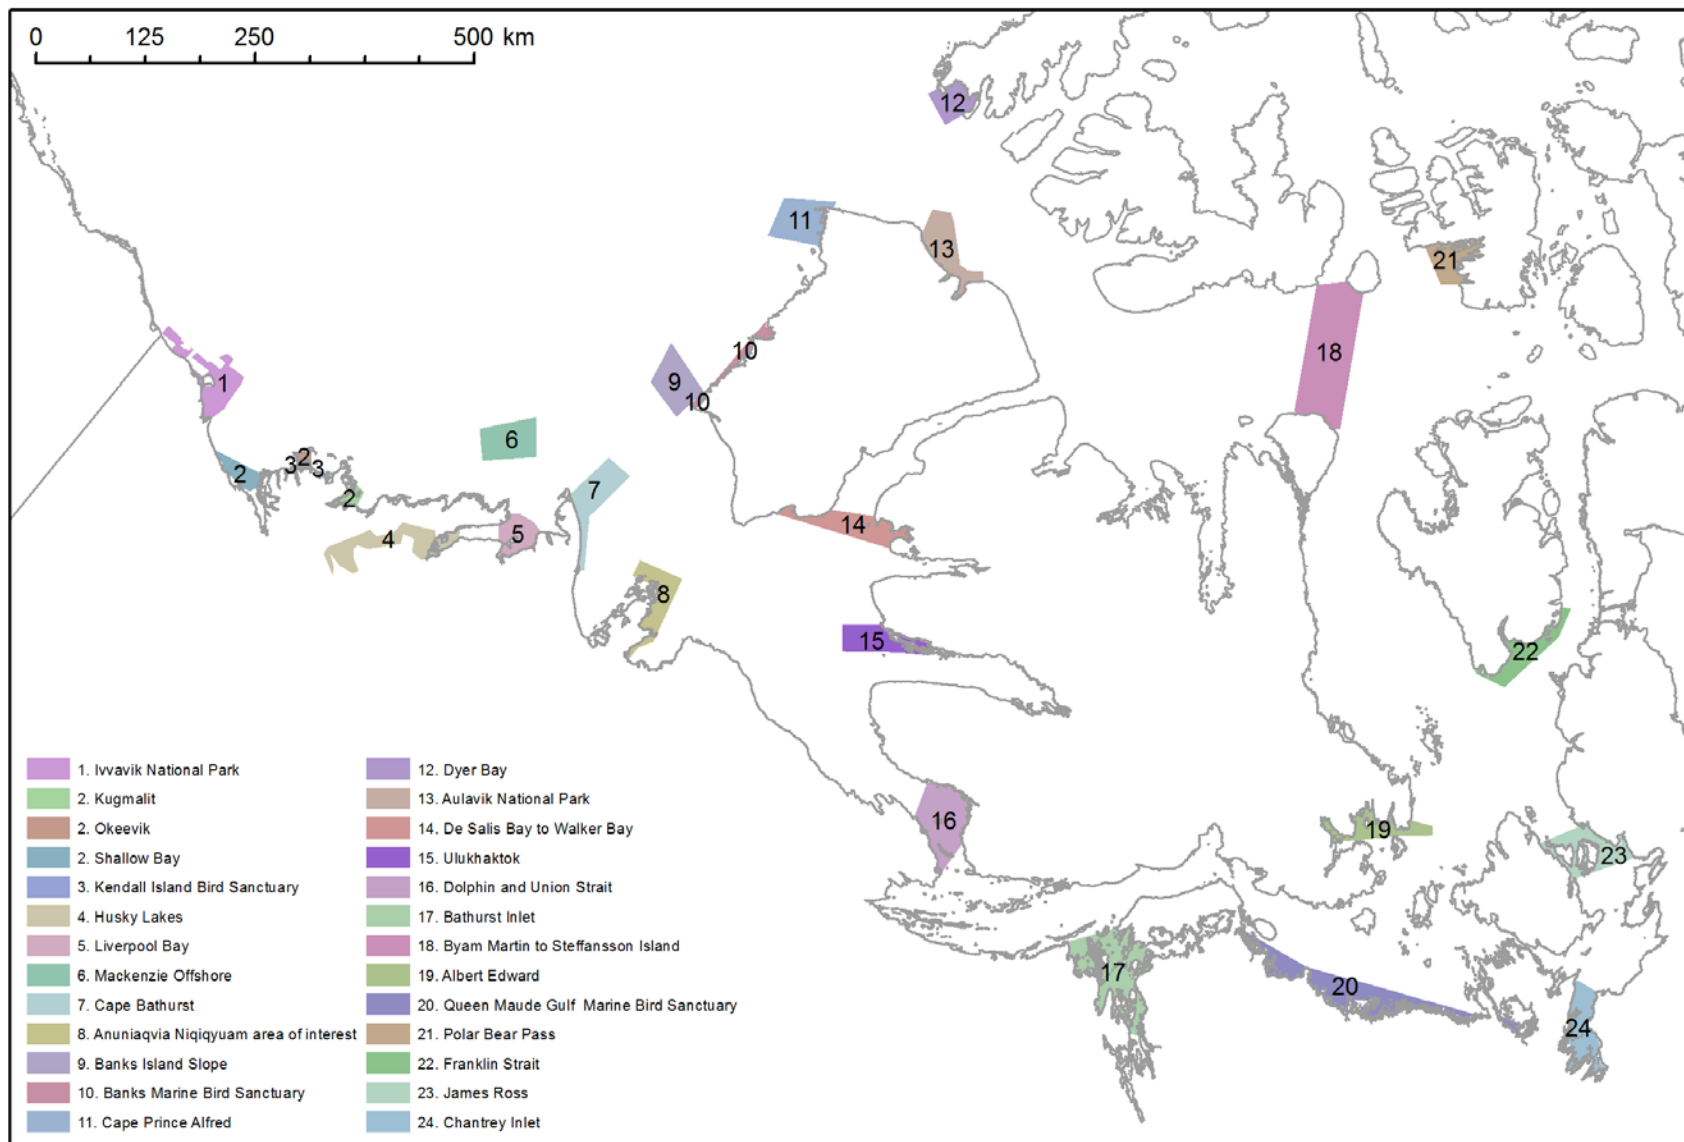 0 125 250 500 km
12
11
13
21
10
18
9
1
10
6
2
3
3
2
7
2
14
5
4
8
15
22
16
19
23
17
20
24
1. Ivvavik National Park
2. Kugmalit
2. Okeevik
2. Shallow Bay
3. Kendall Island Bird Sanctuary
4. Husky Lakes
5. Liverpool Bay
6. Mackenzie Offshore
7. Cape Bathurst
8. Anuniaqvia Niqiqyuam area of interest
9. Banks Island Slope
10. Banks Marine Bird Sanctuary
11. Cape Prince Alfred
12. Dyer Bay
13. Aulavik National Park
14. De Salis Bay to Walker Bay
15. Ulukhaktok
16. Dolphin and Union Strait
17. Bathurst Inlet
18. Byam Martin to Steffansson Island
19. Albert Edward
20. Queen Maude Gulf Marine Bird Sanctuary
21. Polar Bear Pass
22. Franklin Strait
23. James Ross
24. Chantrey Inlet